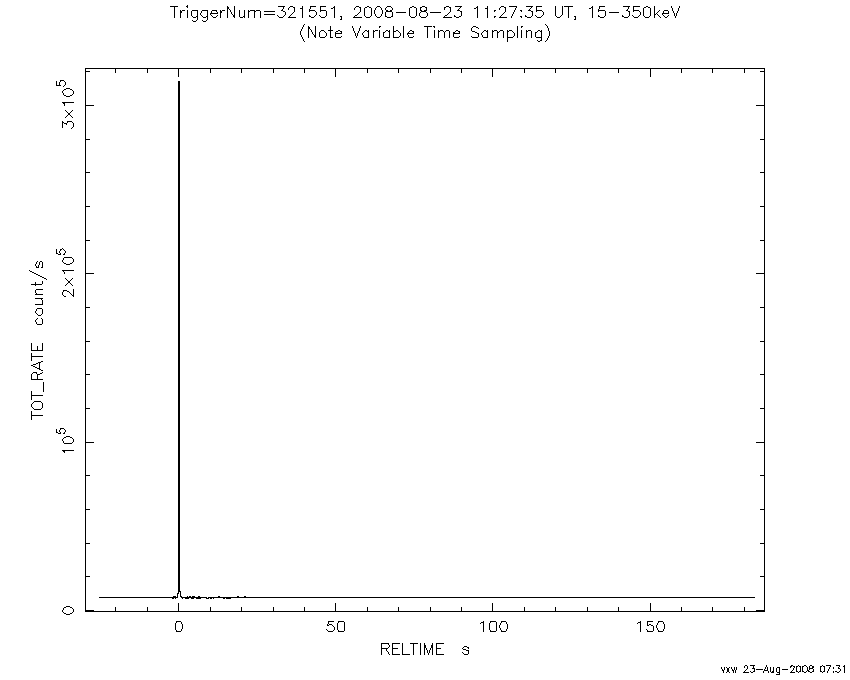 TriggerNum=321551, 2008-08-23 11:27:35 UT, 15-350keV
(Note Variable Time Sampling)
3×10⁵
2×10⁵
10⁵
0
TOT_RATE count/s
0 50 100 150
RELTIME s
vxw 23-Aug-2008 07:31